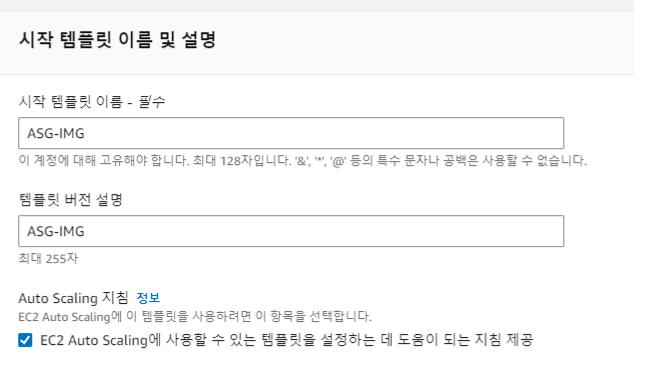 시작 템플릿 이름 및 설명
시작 템플릿 이름 - 필수
ASG-IMG
이 계정에 대해 고유해야 합니다. 최대 128자입니다. '&', '*', '@' 등의 특수 문자나 공백은 사용할 수 없습니다.
템플릿 버전 설명
ASG-IMG
최대 255자
Auto Scaling 지침 정보
EC2 Auto Scaling에 이 템플릿을 사용하려면 이 항목을 선택합니다.
EC2 Auto Scaling에 사용할 수 있는 템플릿을 설정하는 데 도움이 되는 지침 제공